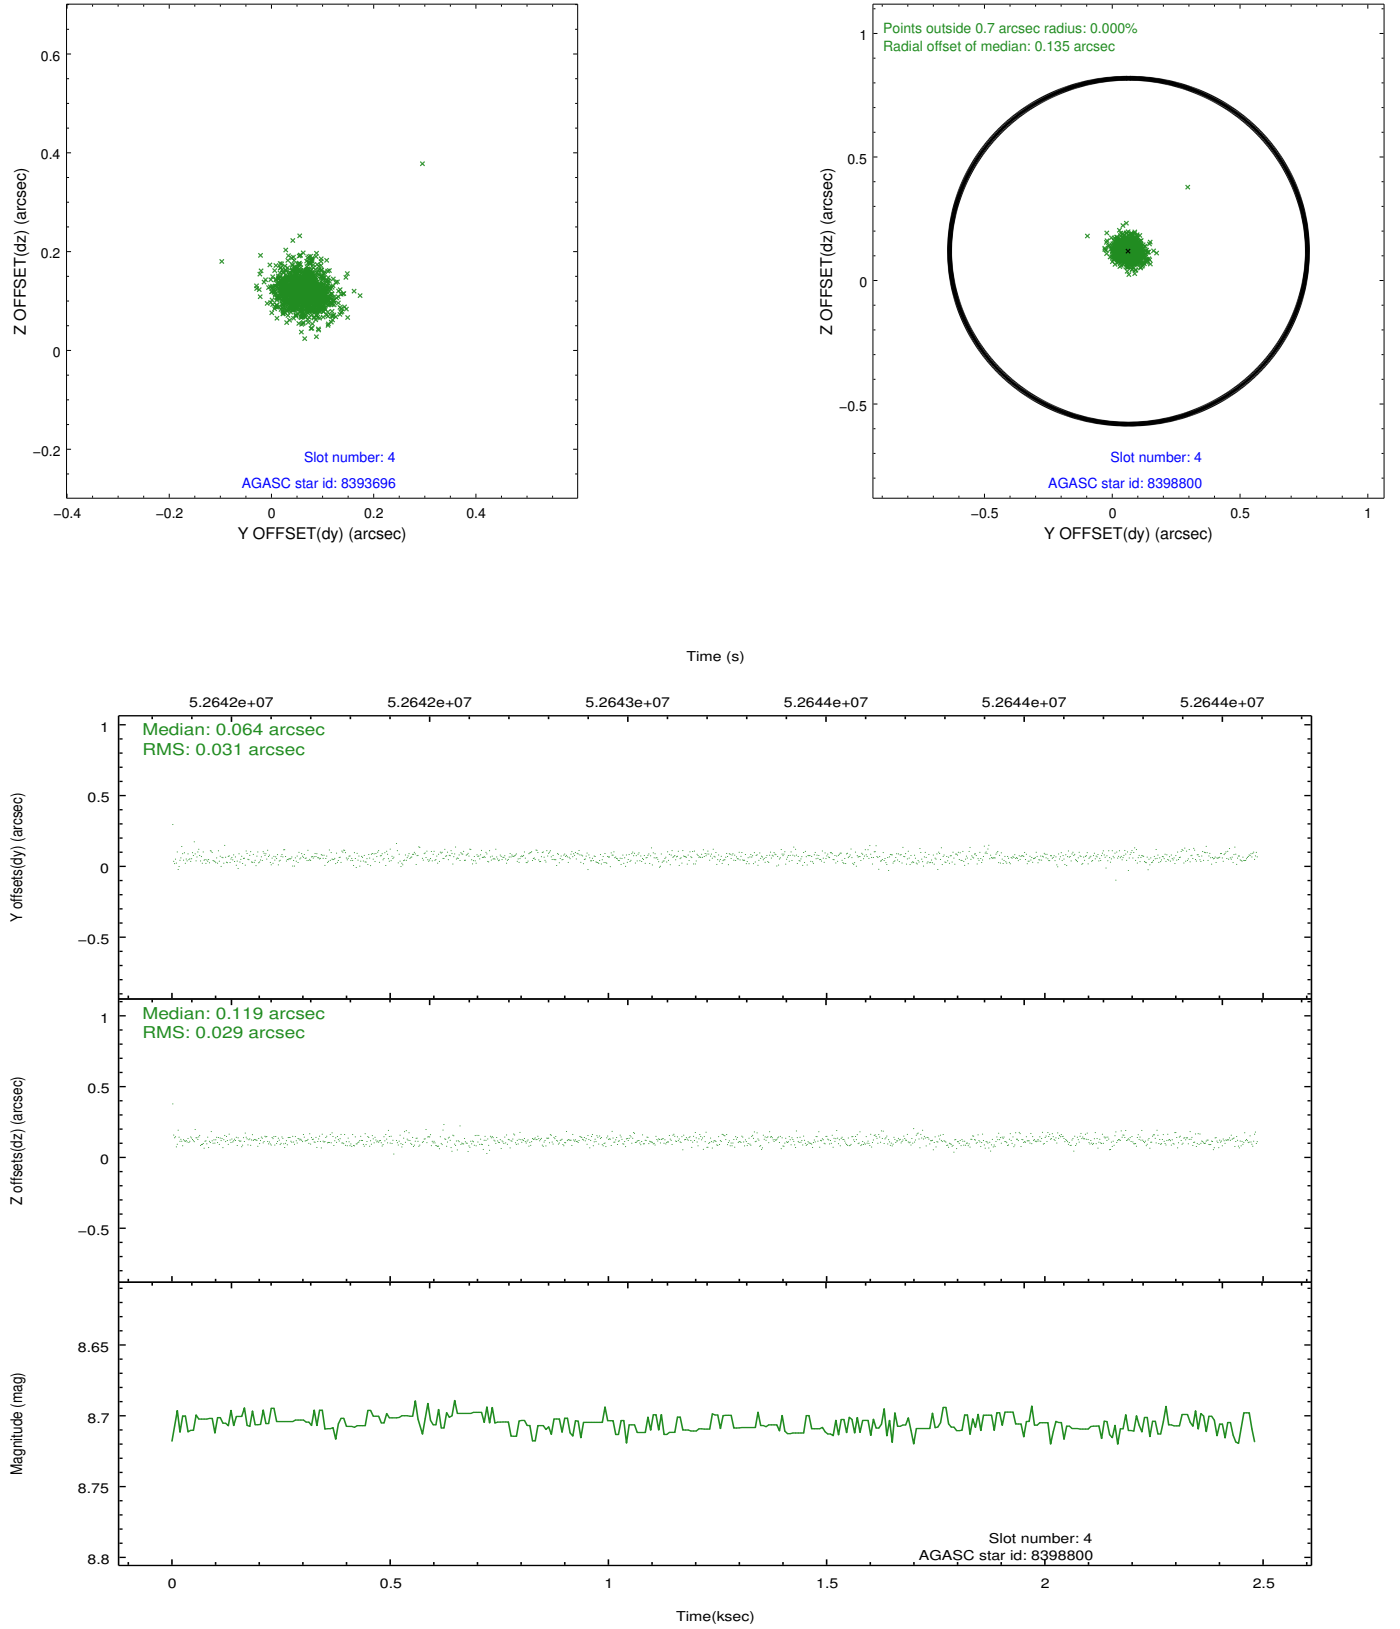 0.6
0.4
0.2
0
−0.2
−0.4
−0.2
0
0.2
0.4
Z OFFSET(dz) (arcsec)
Y OFFSET(dy) (arcsec)
Slot number: 4
AGASC star id: 8393696
Points outside 0.7 arcsec radius: 0.000%
Radial offset of median: 0.135 arcsec
1
0.5
0
−0.5
−0.5
0
0.5
1
Z OFFSET(dz) (arcsec)
Y OFFSET(dy) (arcsec)
Slot number: 4
AGASC star id: 8398800
Time (s)
5.2642e+07 5.2642e+07 5.2643e+07 5.2644e+07 5.2644e+07 5.2644e+07
Median: 0.064 arcsec
RMS: 0.031 arcsec
1
0.5
0
−0.5
Y offsets(dy) (arcsec)
Median: 0.119 arcsec
RMS: 0.029 arcsec
1
0.5
0
−0.5
Z offsets(dz) (arcsec)
8.65
8.7
8.75
8.8
Magnitude (mag)
Slot number: 4
AGASC star id: 8398800
0 0.5 1 1.5 2 2.5
Time(ksec)